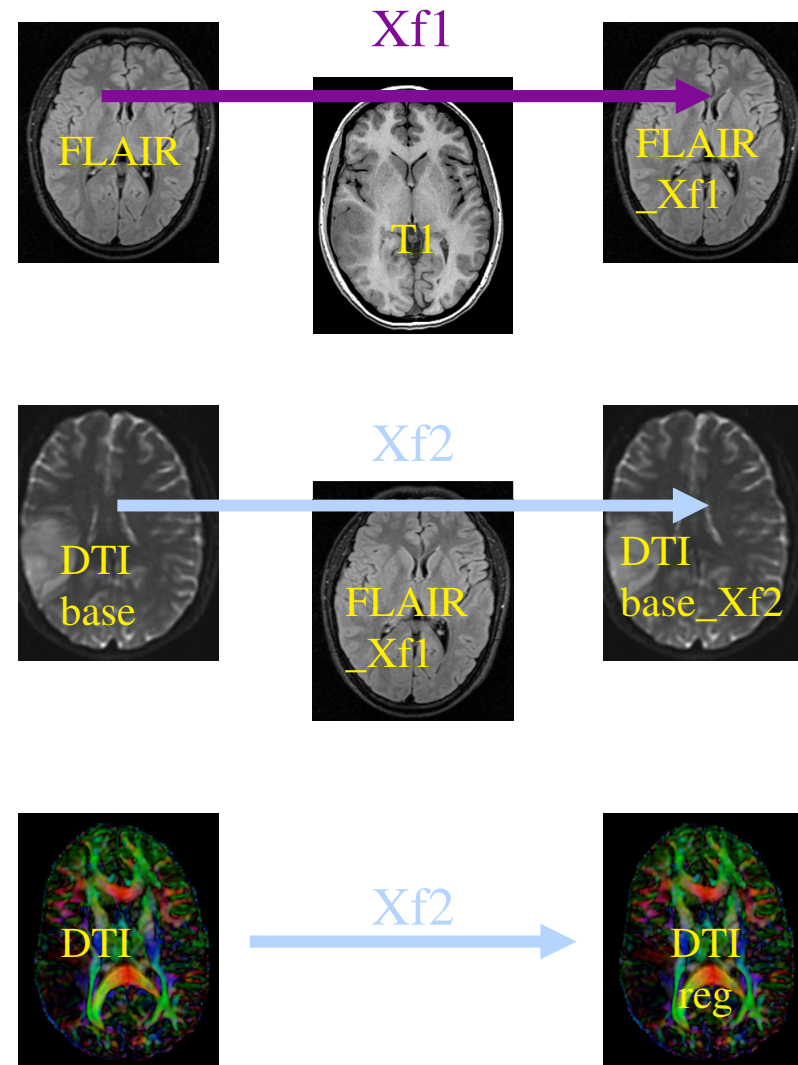 Xf1
FLAIR
T1
FLAIR
_Xf1
Xf2
DTI
base
FLAIR
_Xf1
DTI
base_Xf2
DTI
Xf2
DTI
reg